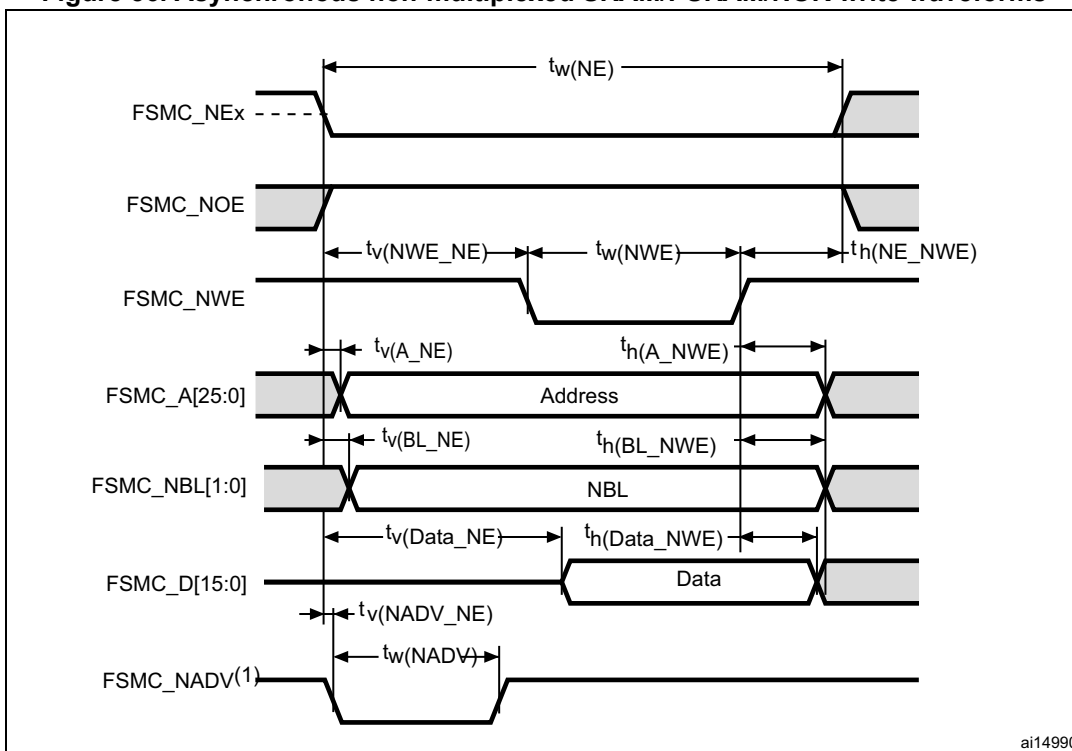 tw(NE)
FSMC_NEx
FSMC_NOE
tv(NWE_NE)
tw(NWE)
th(NE_NWE)
FSMC_NWE
tv(A_NE)
th(A_NWE)
FSMC_A[25:0]
Address
tv(BL_NE)
th(BL_NWE)
FSMC_NBL[1:0]
NBL
tv(Data_NE)
th(Data_NWE)
FSMC_D[15:0]
Data
tv(NADV_NE)
tw(NADV)
FSMC_NADV(1)
ai14990